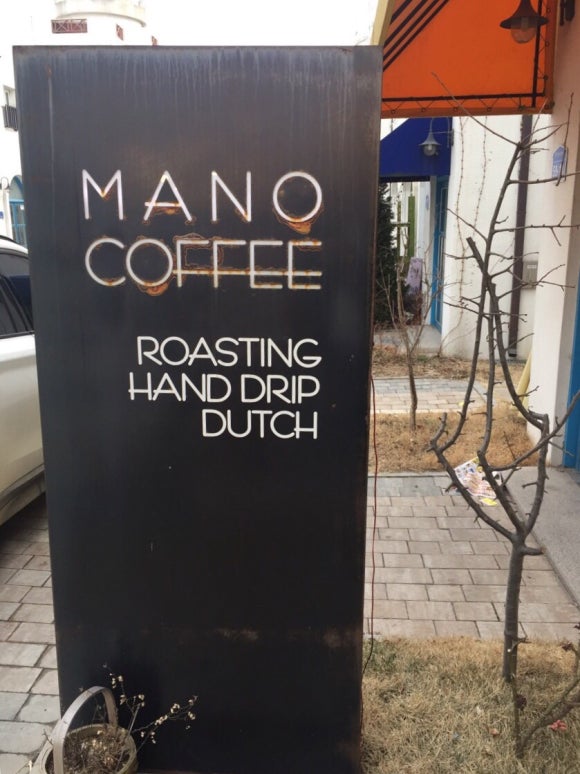 MANO
COFFEE
ROASTING
HAND DRIP
DUTCH